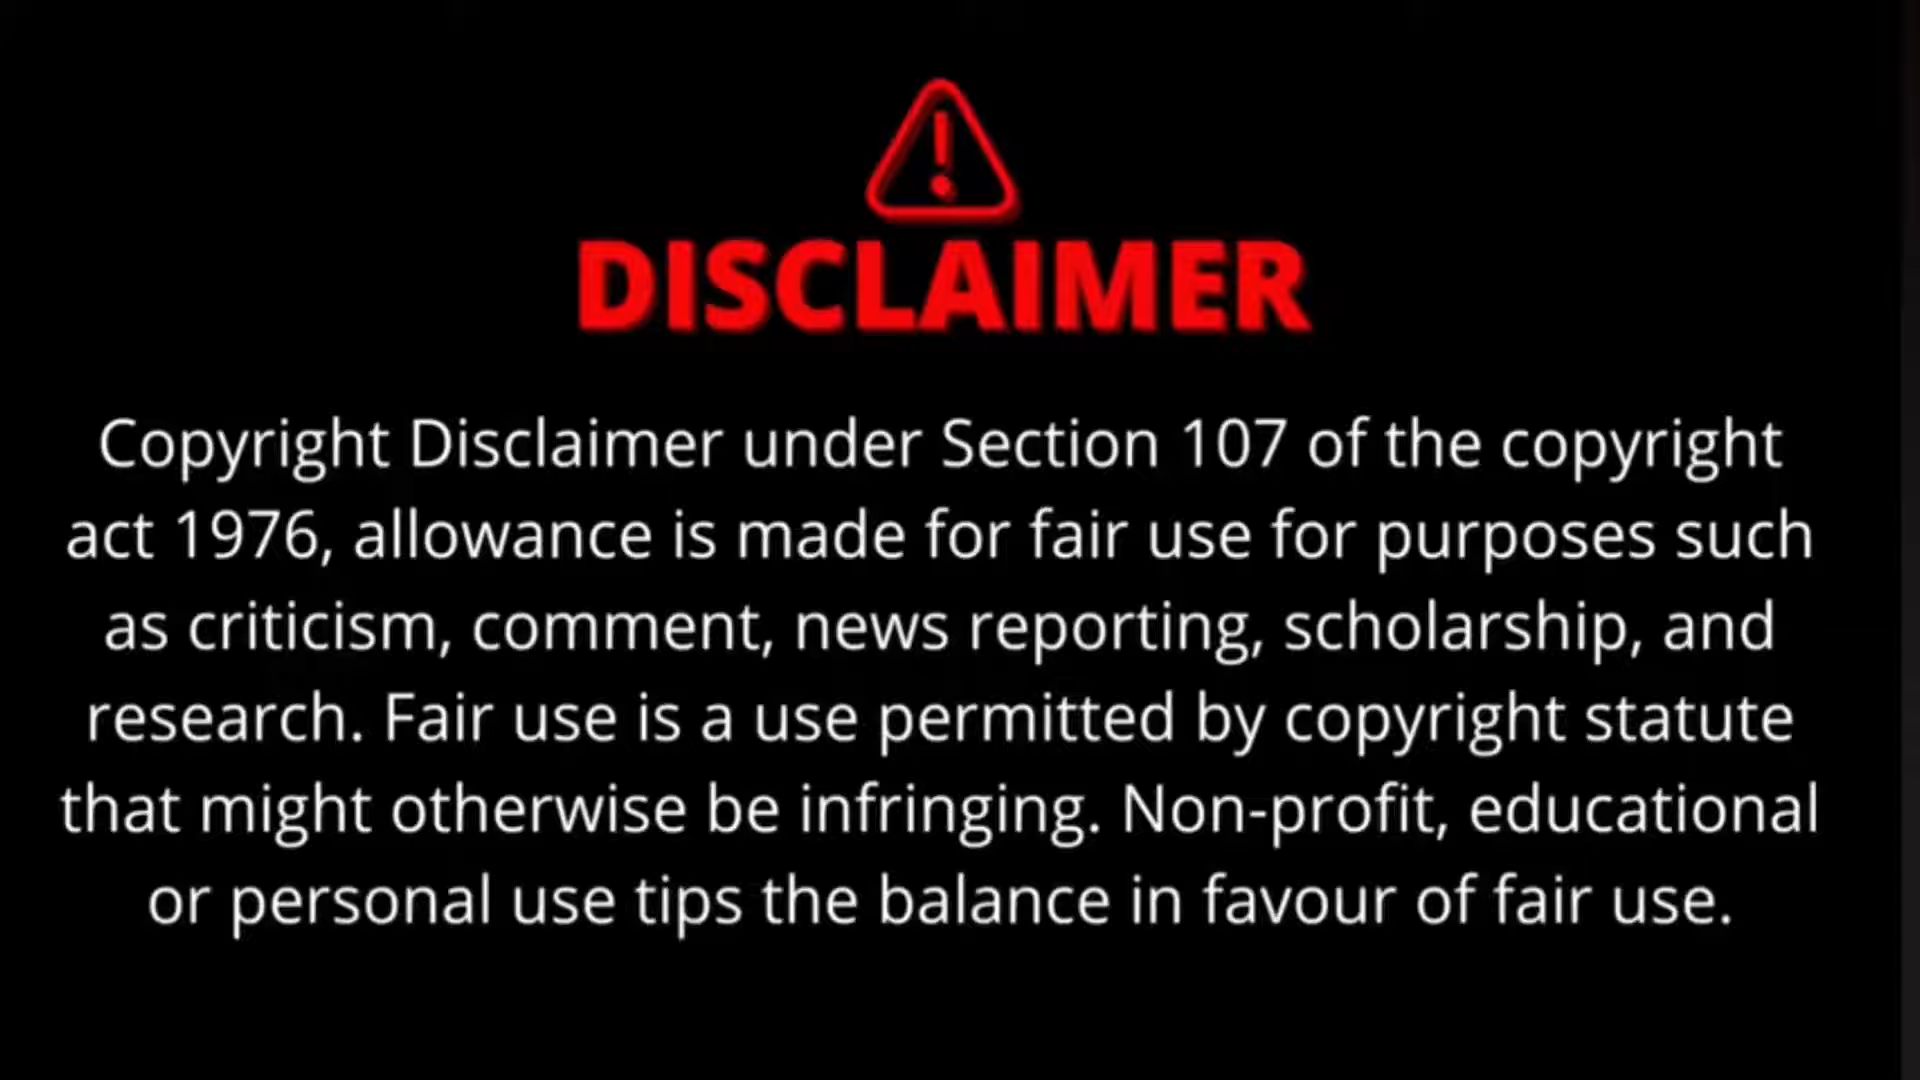 DISCLAIMER
Copyright Disclaimer under Section 107 of the copyright
act 1976, allowance is made for fair use for purposes such
as criticism, comment, news reporting, scholarship, and
research. Fair use is a use permitted by copyright statute
that might otherwise be infringing. Non-profit, educational
or personal use tips the balance in favour of fair use.